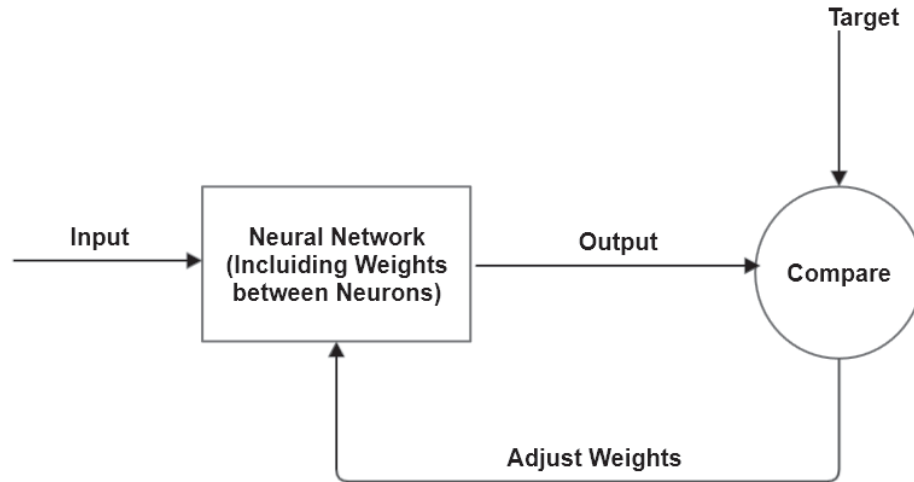 Target
Input
Neural Network
(Incluiding Weights
between Neurons)
Output
Compare
Adjust Weights